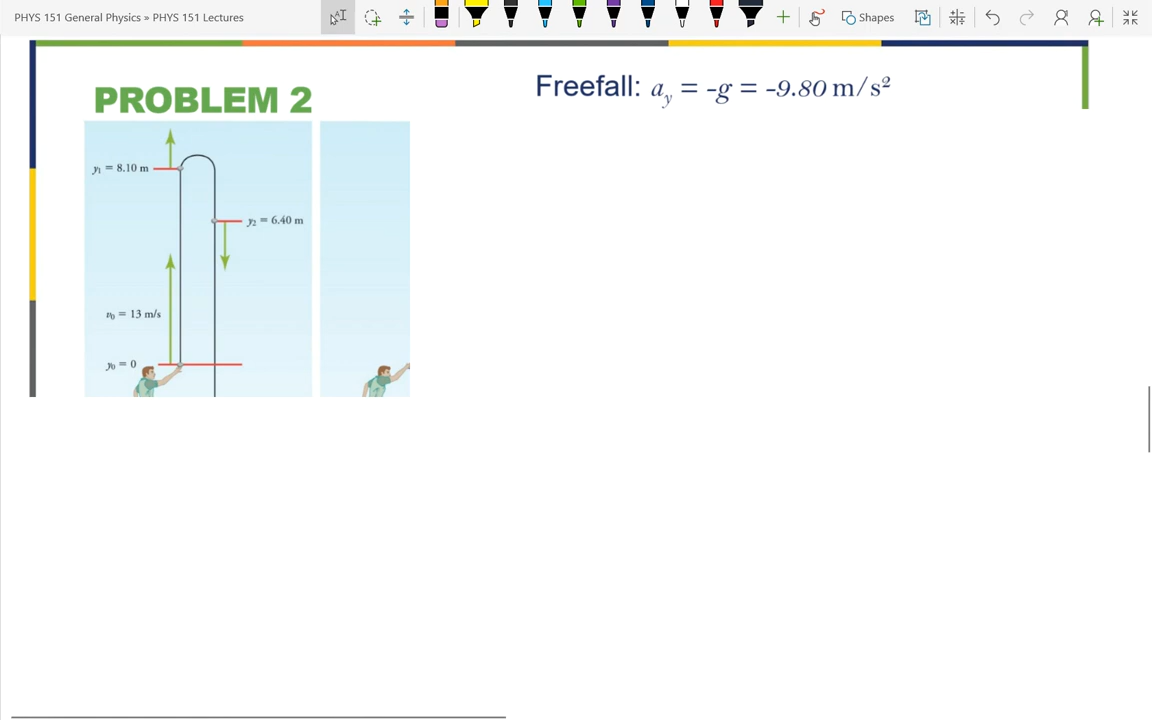 PHYS 151 General Physics » PHYS 151 Lectures
Shapes
PROBLEM 2
Freefall: aᵧ = -g = -9.80 m/s²
y₁ = 8.10 m
y₂ = 6.40 m
v₀ = 13 m/s
y₀ = 0